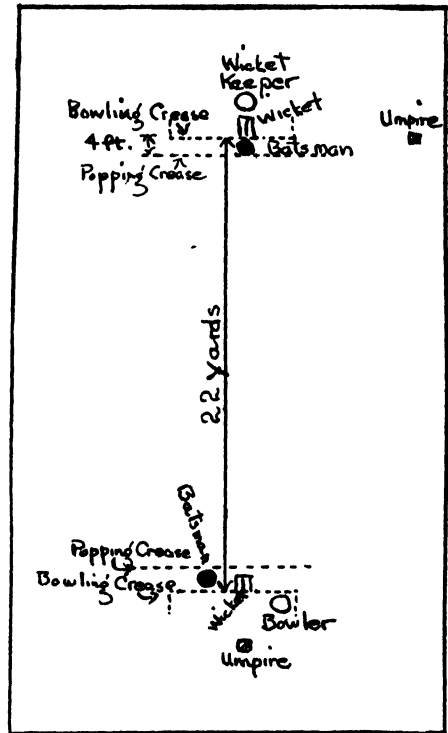 Wicket
Keeper
Bowling Crease
Wicket
4 ft.
Batsman
Umpire
Popping Crease
22 Yards
Batsman
Popping Crease
Bowling Crease
Wicket
Bowler
Umpire